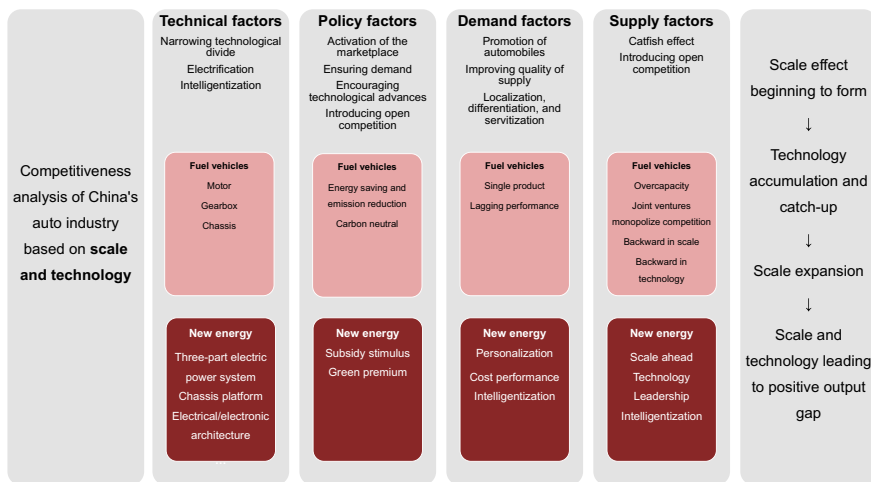 Competitiveness
analysis of China's
auto industry
based on scale
and technology
Technical factors
Narrowing technological
divide
Electrification
Intelligentization
Fuel vehicles
Motor
Gearbox
Chassis
New energy
Three-part electric
power system
Chassis platform
Electrical/electronic
architecture
...
Policy factors
Activation of the
marketplace
Ensuring demand
Encouraging
technological advances
Introducing open
competition
Fuel vehicles
Energy saving and
emission reduction
Carbon neutral
New energy
Subsidy stimulus
Green premium
Demand factors
Promotion of
automobiles
Improving quality of
supply
Localization,
differentiation, and
servitization
Fuel vehicles
Single product
Lagging performance
New energy
Personalization
Cost performance
Intelligentization
Supply factors
Catfish effect
Introducing open
competition
Fuel vehicles
Overcapacity
Joint ventures
monopolize competition
Backward in scale
Backward in
technology
New energy
Scale ahead
Technology
Leadership
Intelligentization
Scale effect
beginning to form
↓
Technology
accumulation and
catch-up
↓
Scale expansion
↓
Scale and
technology leading
to positive output
gap